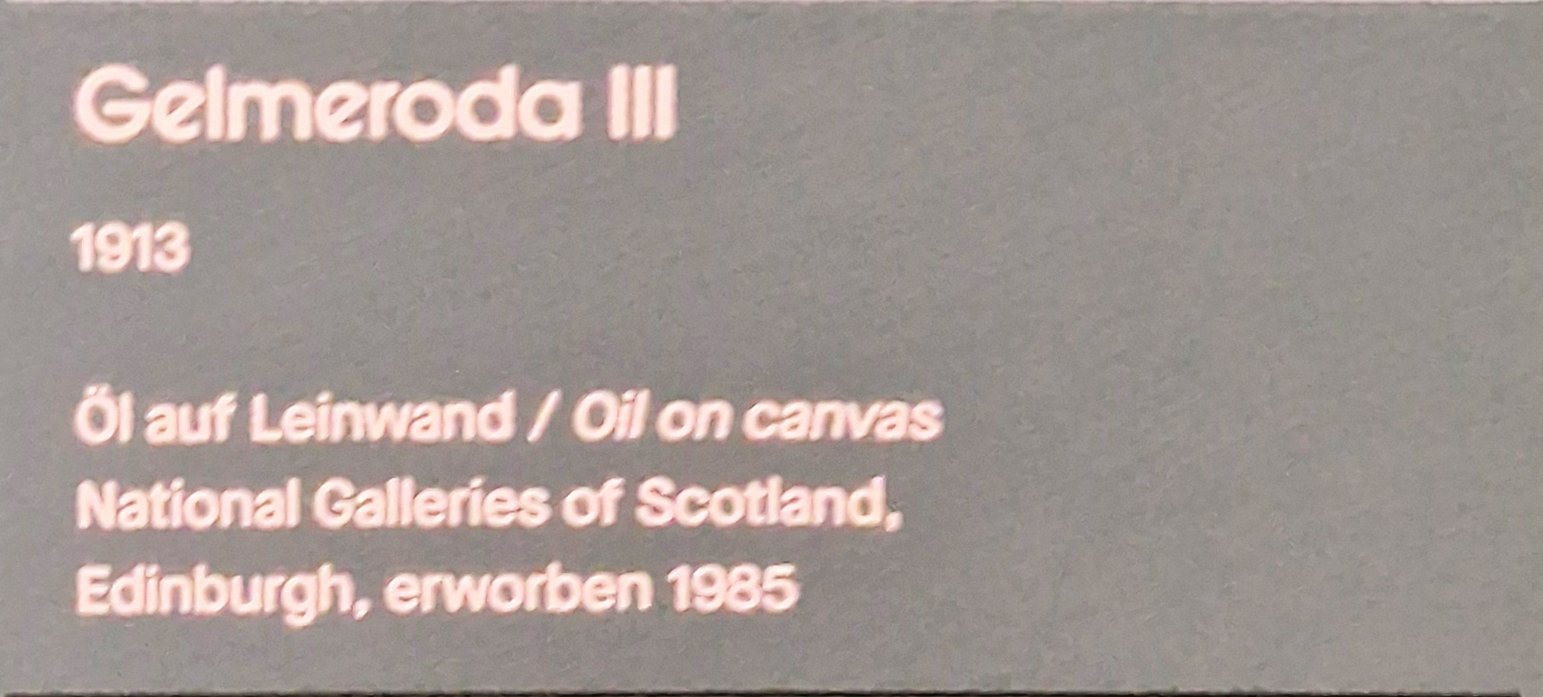 Gelmeroda III
1913
Öl auf Leinwand / Oil on canvas
National Galleries of Scotland,
Edinburgh, erworben 1985